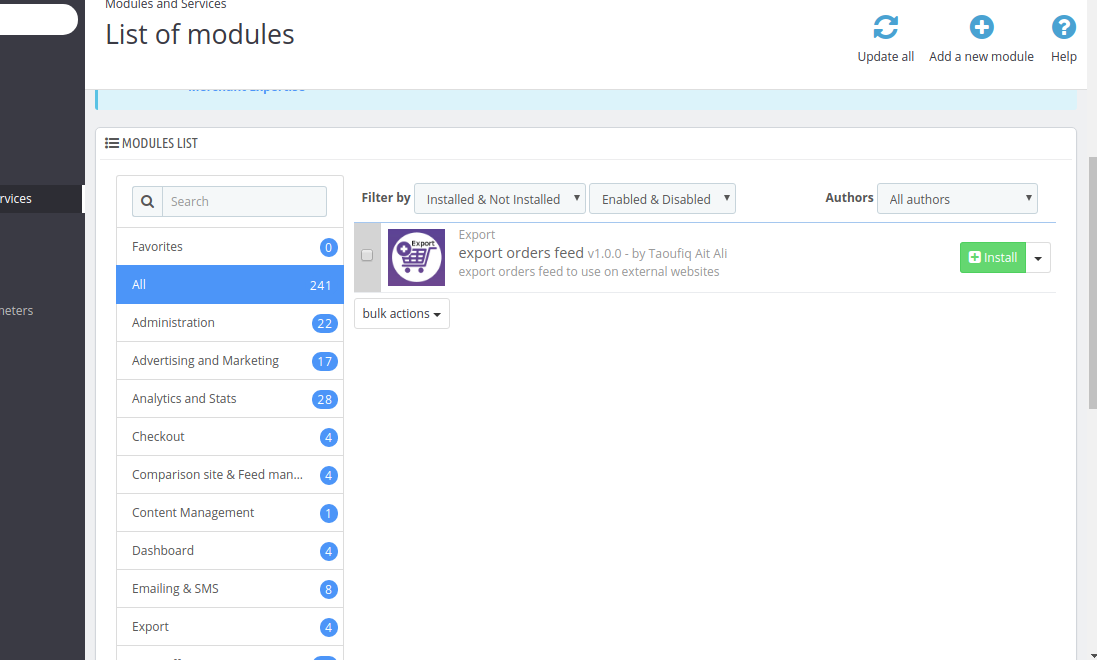 Modules and Services
List of modules
Update all
Add a new module
Help
Merchant Expertise
MODULES LIST
rvices
neters
Search
Favorites 0
All 241
Administration 22
Advertising and Marketing 17
Analytics and Stats 28
Checkout 4
Comparison site & Feed man... 4
Content Management 1
Dashboard 4
Emailing & SMS 8
Export 4
Filter by Installed & Not Installed Enabled & Disabled Authors All authors
Export
Export
export orders feed v1.0.0 - by Taoufiq Ait Ali
export orders feed to use on external websites
Install
bulk actions